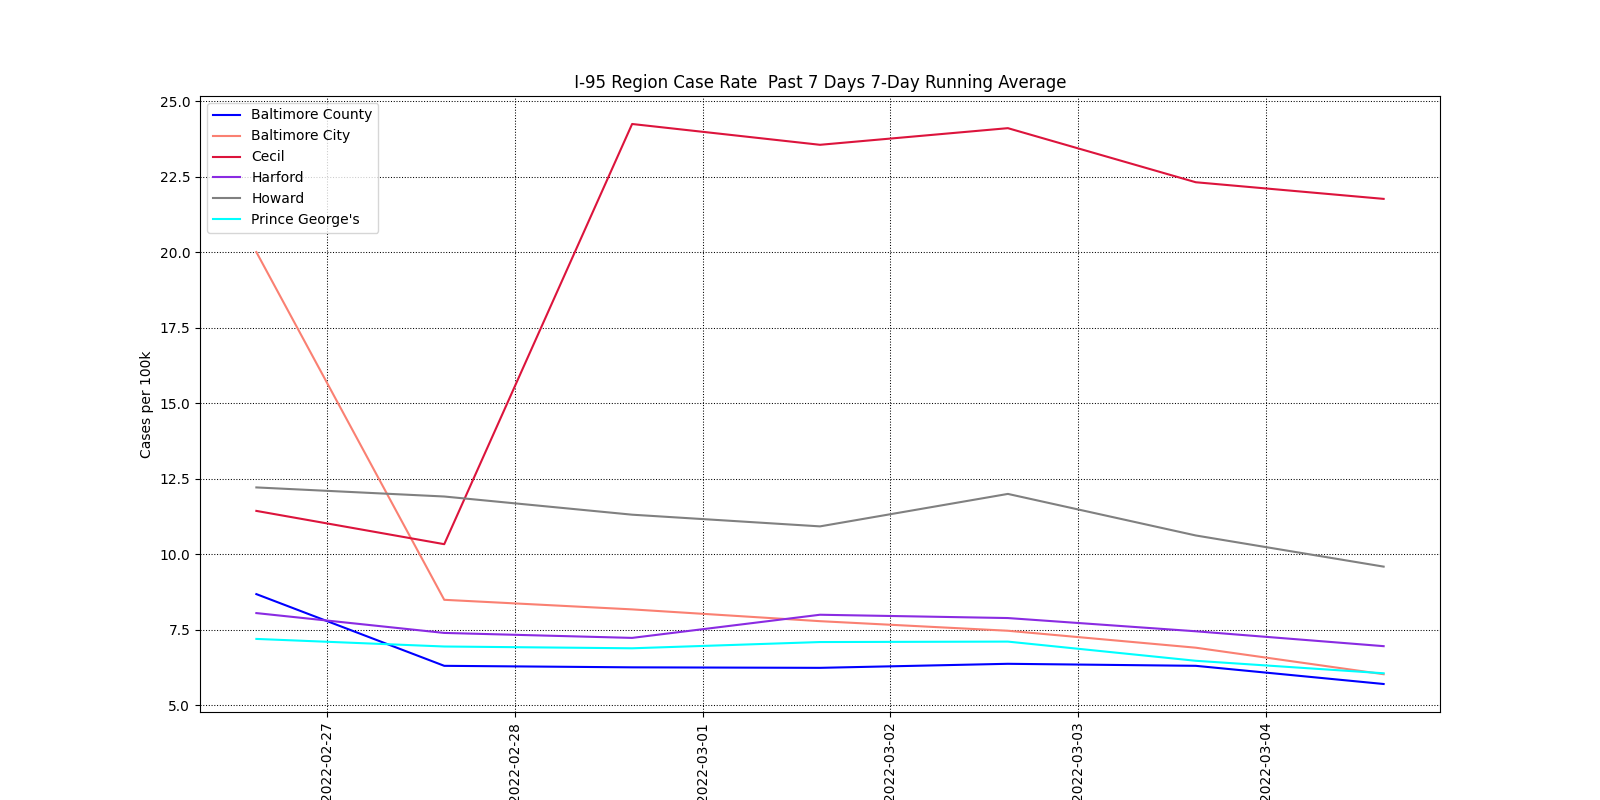 I-95 Region Case Rate  Past 7 Days 7-Day Running Average
Baltimore County
Baltimore City
Cecil
Harford
Howard
Prince George's
25.0
22.5
20.0
17.5
15.0
12.5
10.0
7.5
5.0
Cases per 100k
2022-02-27
2022-02-28
2022-03-01
2022-03-02
2022-03-03
2022-03-04